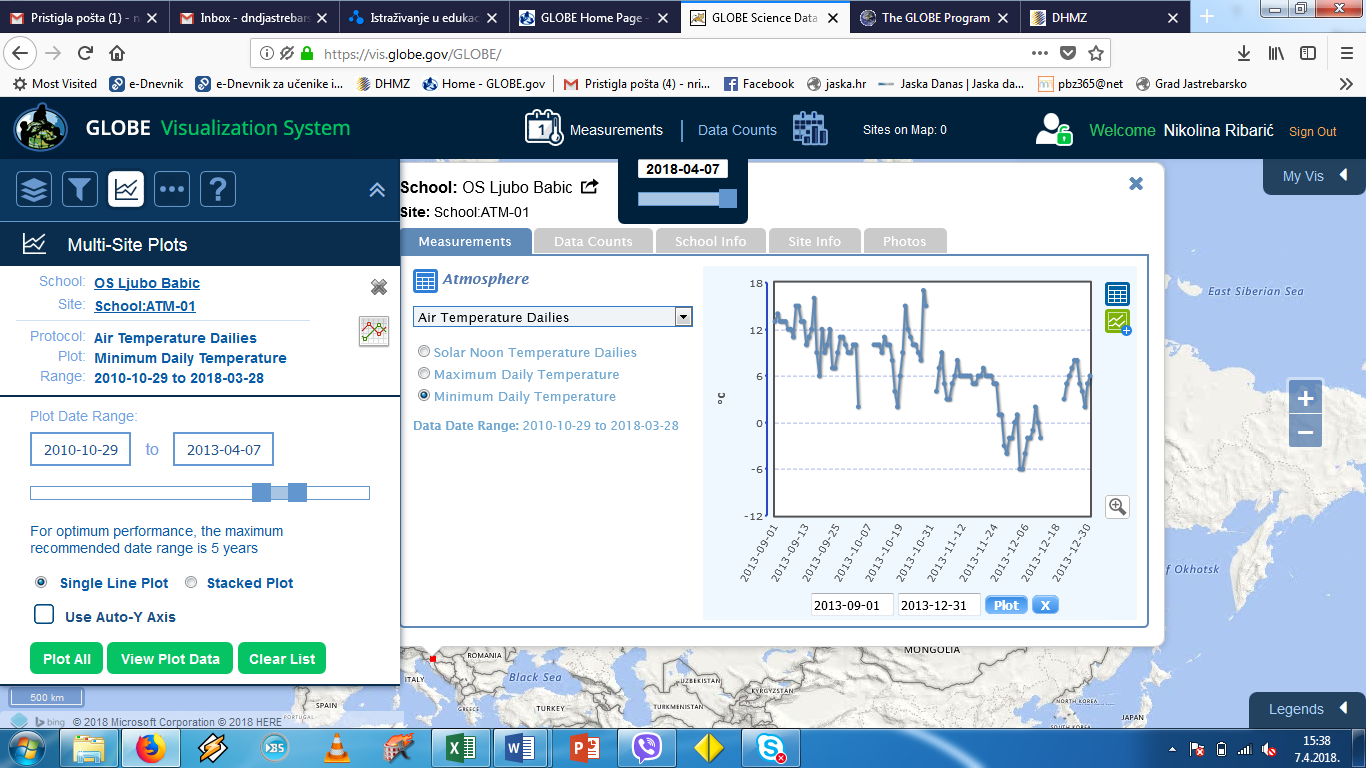 Pristigla pošta (1) - n
Inbox - dndjastrebars
Istraživanje u edukac
GLOBE Home Page -
GLOBE Science Data
The GLOBE Program
DHMZ
https://vis.globe.gov/GLOBE/
Most Visited
e-Dnevnik
e-Dnevnik za učenike i...
DHMZ
Home - GLOBE.gov
Pristigla pošta (4) - nri...
Facebook
jaska.hr
Jaska Danas | Jaska da...
pbz365@net
Grad Jastrebarsko
GLOBE Visualization System
1
Measurements
Data Counts
Sites on Map: 0
Welcome Nikolina Ribarić
Sign Out
2018-04-07
My Vis
Multi-Site Plots
School: OS Ljubo Babic
Site: School:ATM-01
Protocol: Air Temperature Dailies
Plot: Minimum Daily Temperature
Range: 2010-10-29 to 2018-03-28
Plot Date Range:
2010-10-29 to 2013-04-07
For optimum performance, the maximum
recommended date range is 5 years
Single Line Plot
Stacked Plot
Use Auto-Y Axis
Plot All
View Plot Data
Clear List
School: OS Ljubo Babic
Site: School:ATM-01
Measurements
Data Counts
School Info
Site Info
Photos
Atmosphere
Air Temperature Dailies
Solar Noon Temperature Dailies
Maximum Daily Temperature
Minimum Daily Temperature
Data Date Range: 2010-10-29 to 2018-03-28
18
12
6
0
-6
-12
°C
2013-09-01
2013-09-13
2013-09-25
2013-10-07
2013-10-19
2013-10-31
2013-11-12
2013-11-24
2013-12-06
2013-12-18
2013-12-30
2013-09-01
2013-12-31
Plot
X
East Siberian Sea
f Okhotsk
+
−
MONGOLIA
ROMANIA
ITALY
Black Sea
UZBEKISTAN
KYRGYZSTAN
SPAIN
GREECE
TURKEY
TURKMENISTAN
PORTUGAL
NORTH KOREA
JAPAN
500 km
bing
© 2018 Microsoft Corporation © 2018 HERE
Legends
KBS
15:38
7.4.2018.